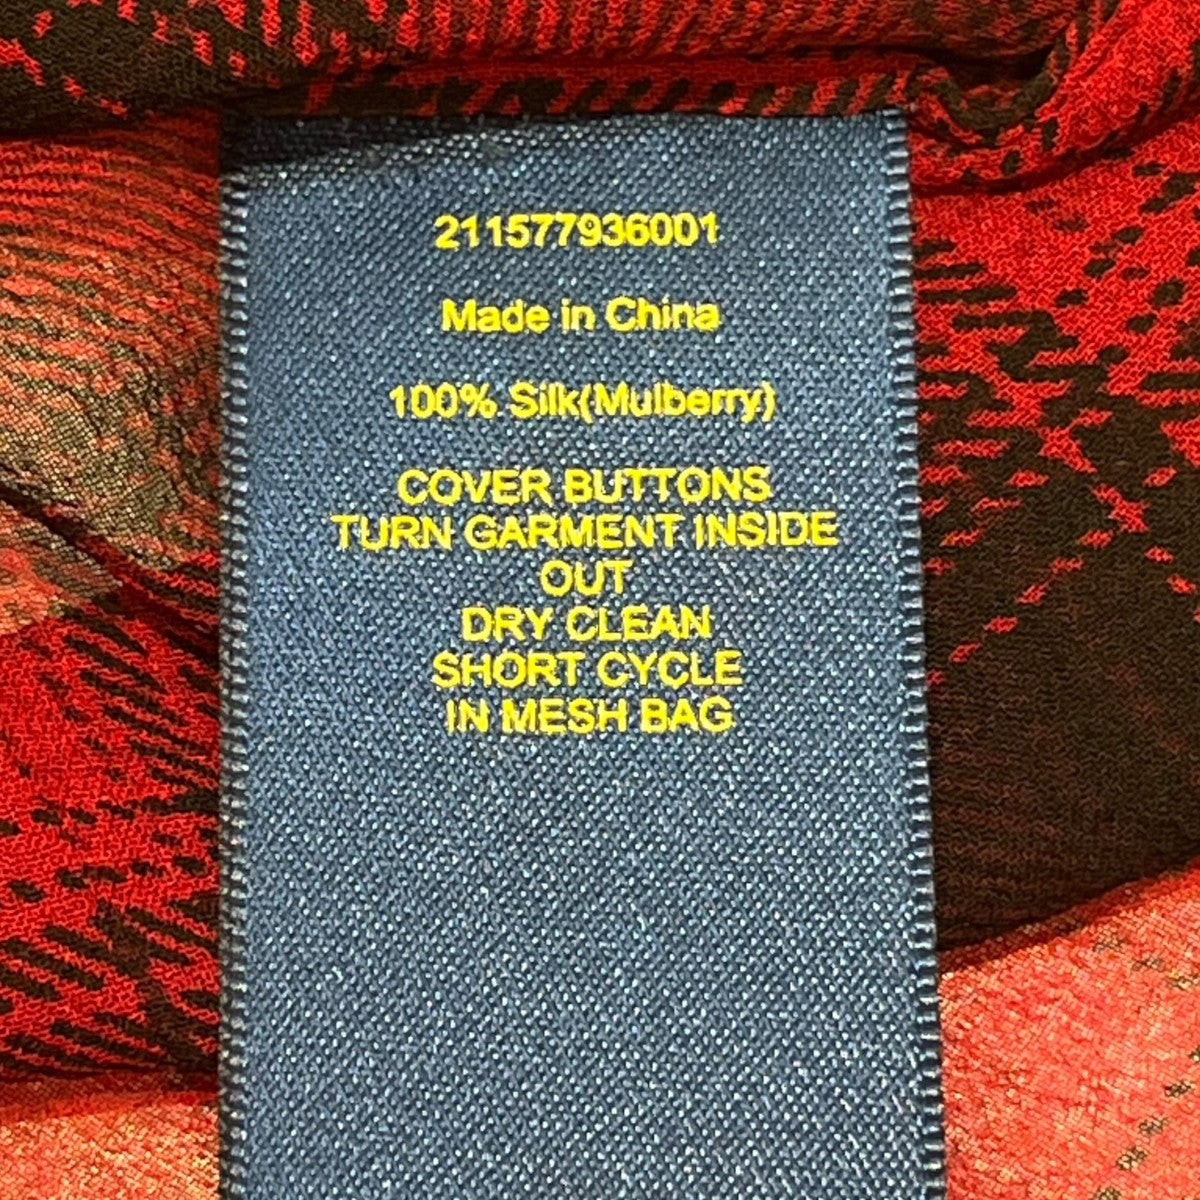 211577936001
Made in China
100% Silk(Mulberry)
COVER BUTTONS
TURN GARMENT INSIDE
OUT
DRY CLEAN
SHORT CYCLE
IN MESH BAG